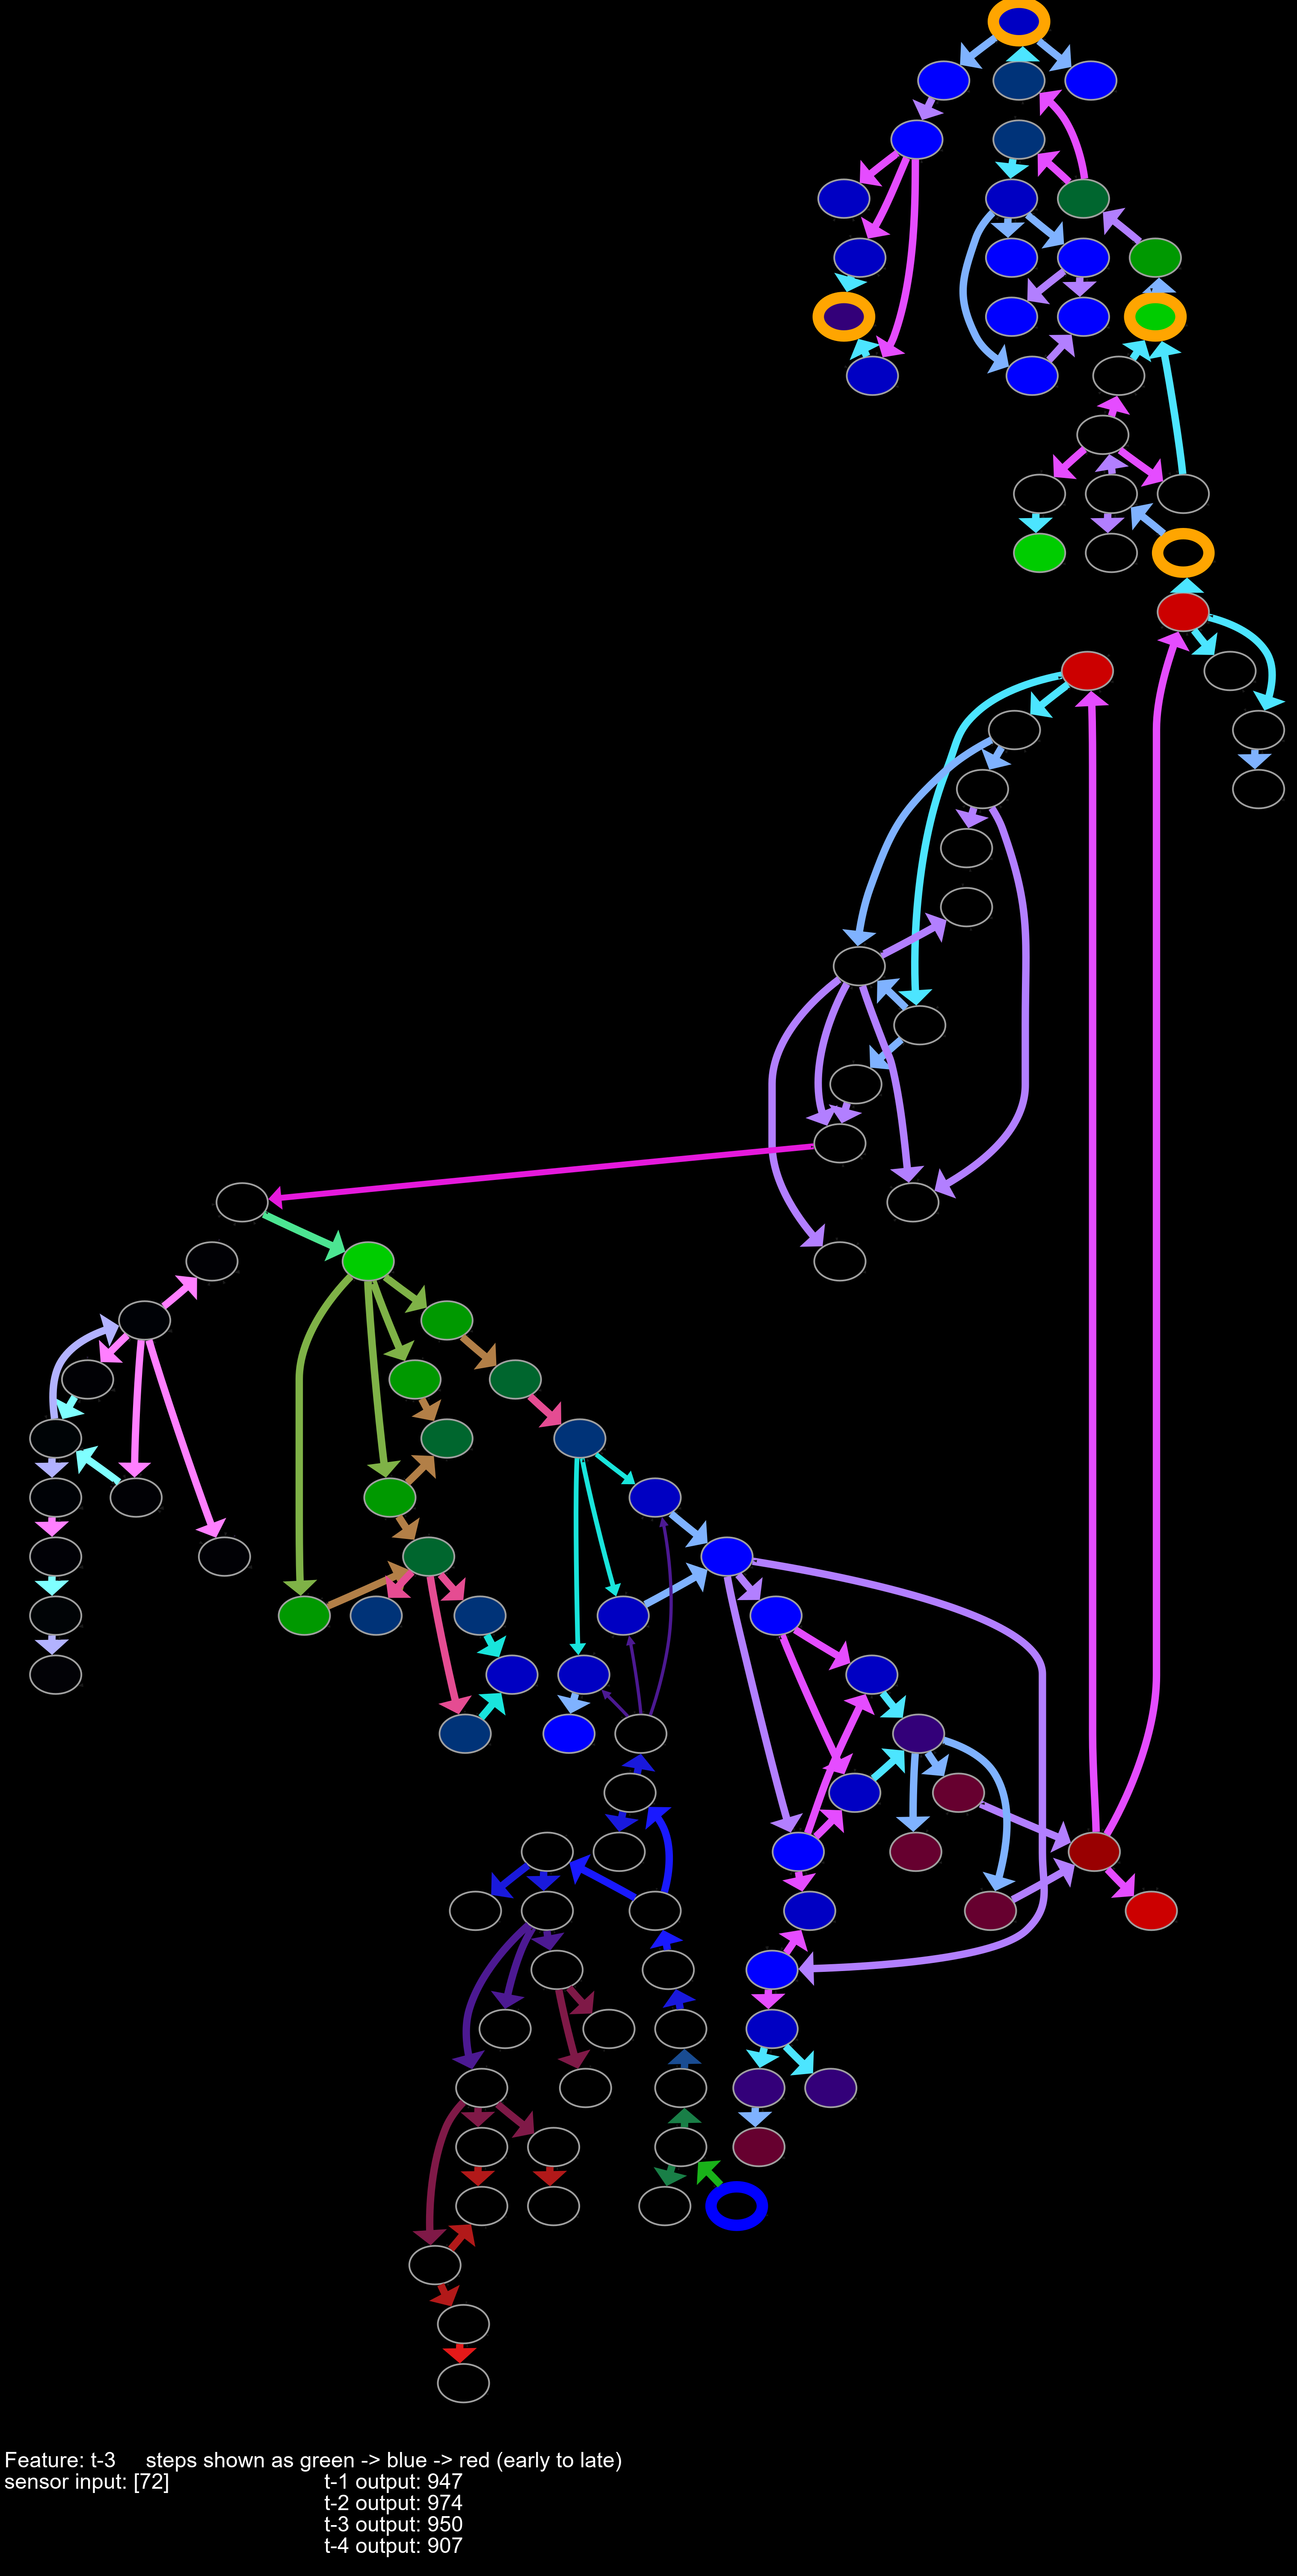 Feature: t-3     steps shown as green -> blue -> red (early to late)
sensor input: [72]     t-1 output: 947
t-2 output: 974
t-3 output: 950
t-4 output: 907